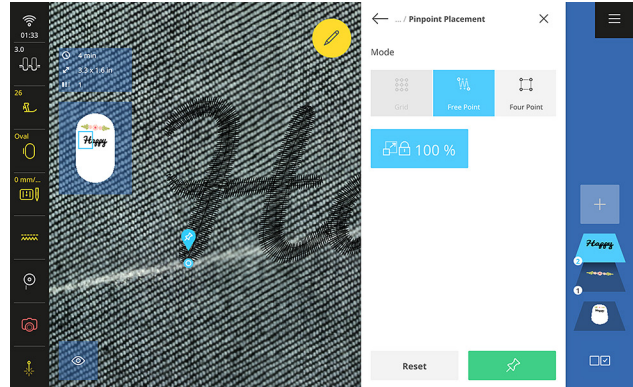 01:33
3.0
26
Oval
0 mm/...
4 min
3.3 x 1.6 in
1
Happy
Ha
... / Pinpoint Placement
Mode
Grid
Free Point
Four Point
100 %
Reset
Happy
2
1